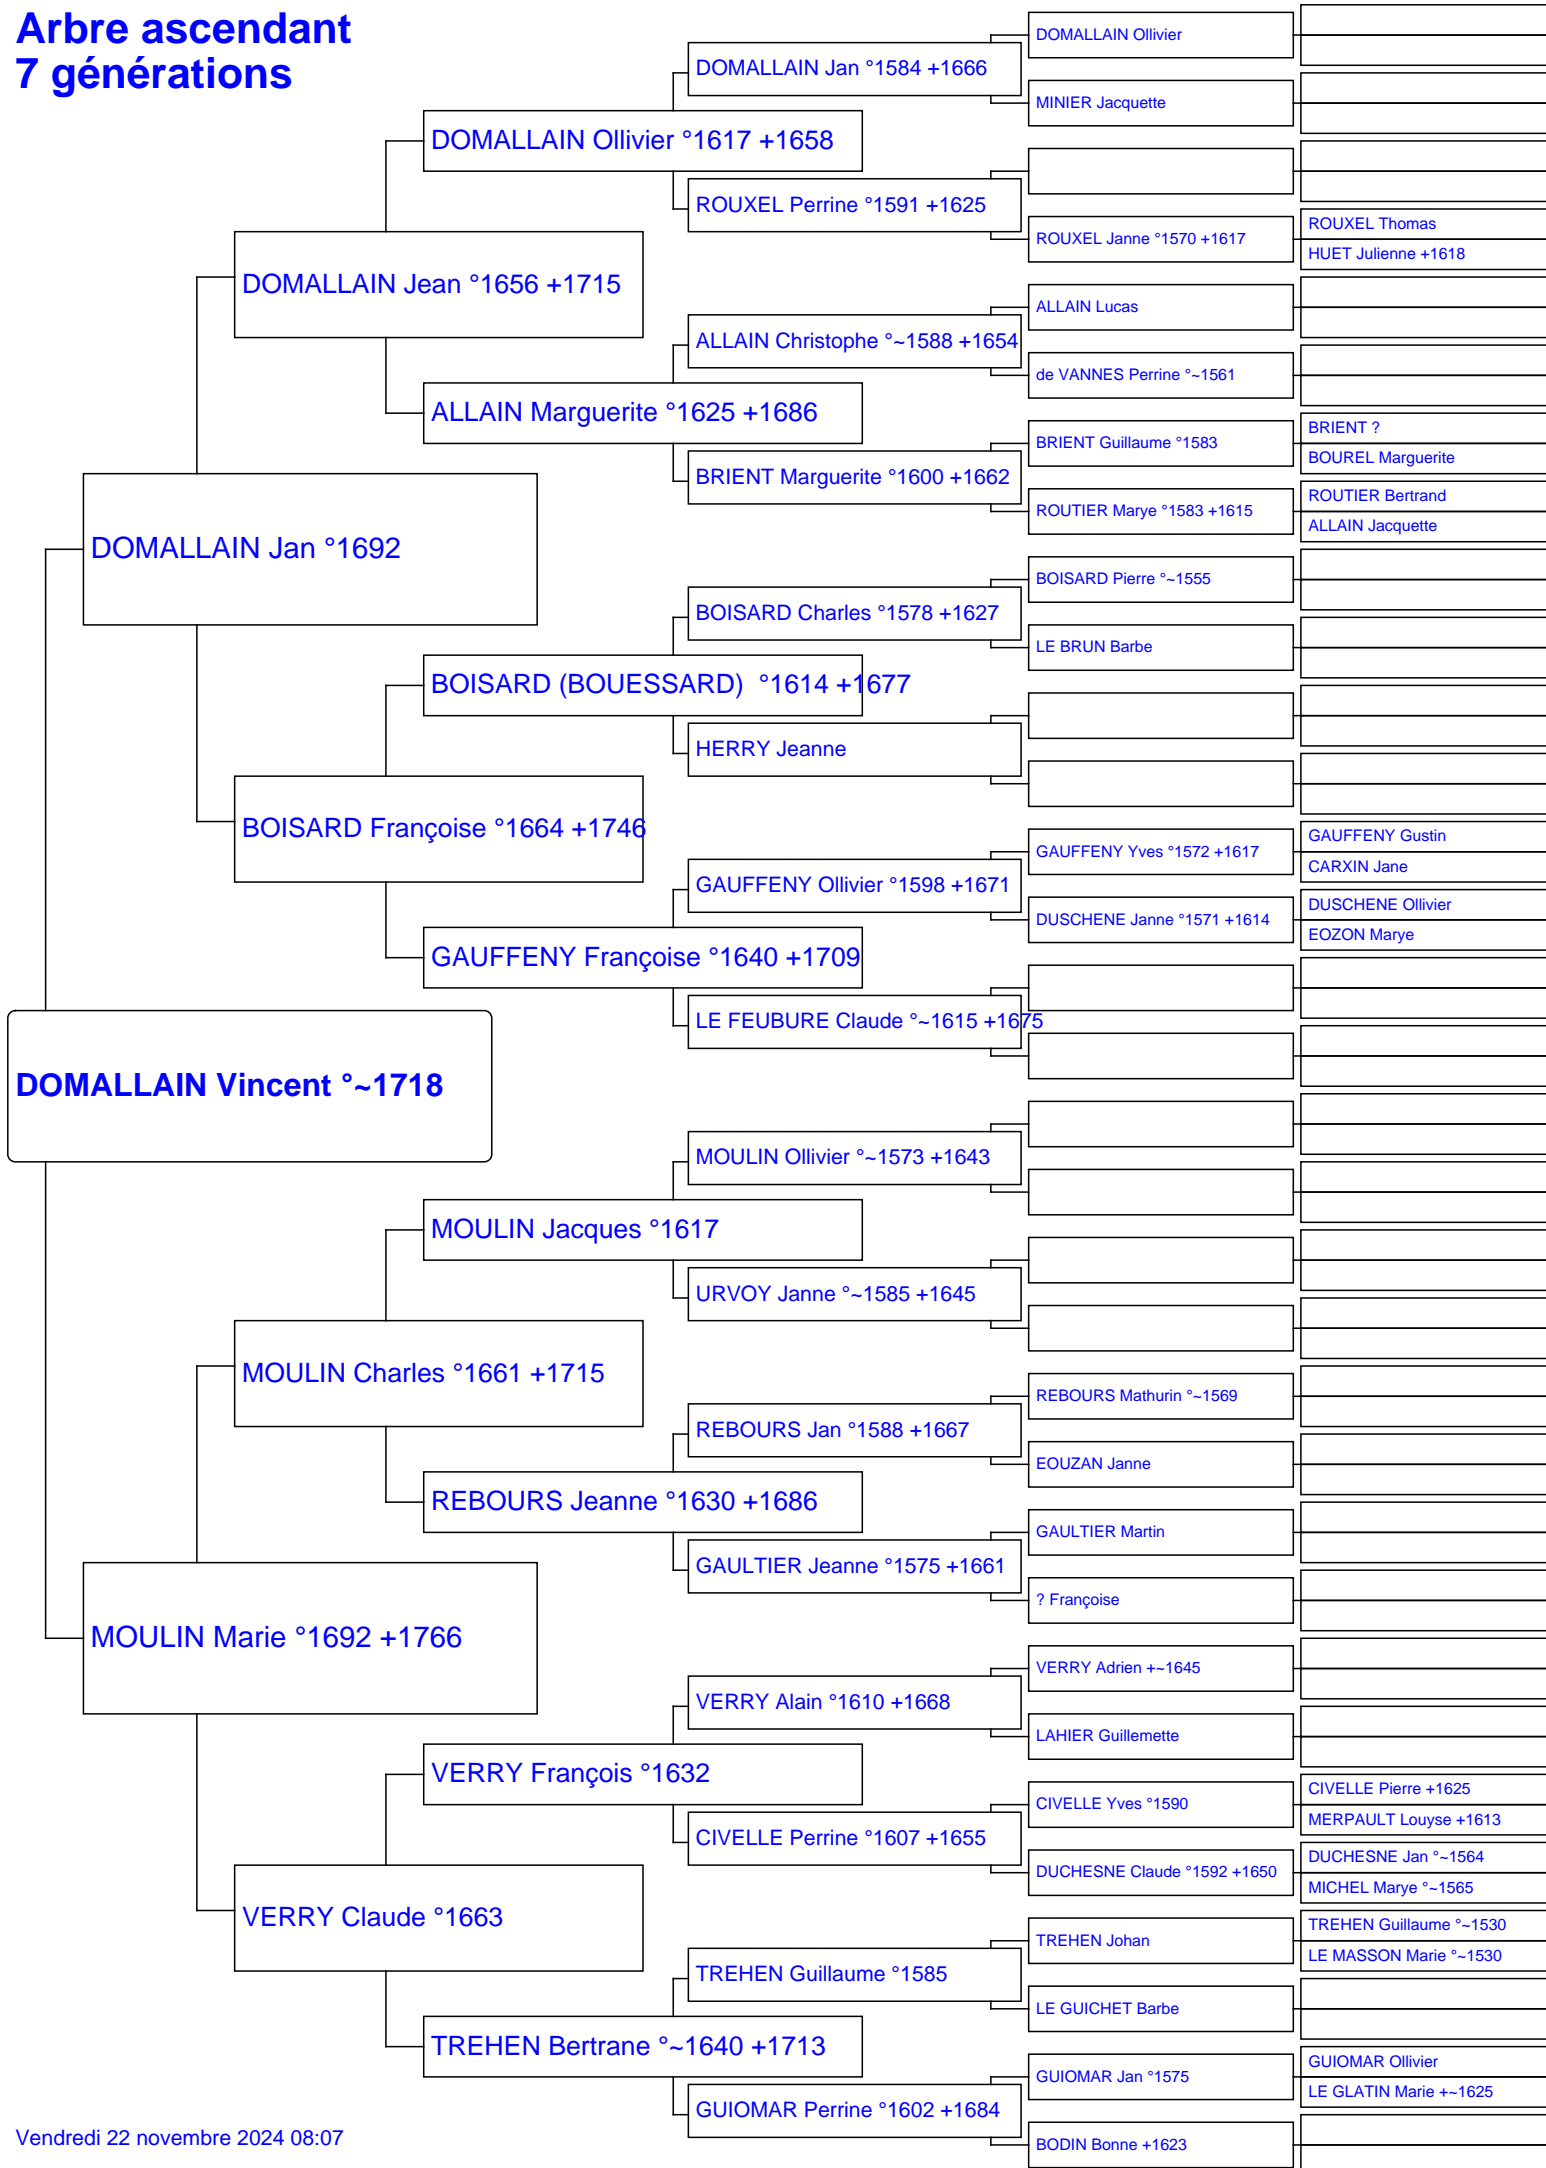 Arbre ascendant
7 générations
DOMALLAIN Ollivier
DOMALLAIN Jan °1584 +1666
MINIER Jacquette
DOMALLAIN Ollivier °1617 +1658
ROUXEL Perrine °1591 +1625
ROUXEL Thomas
ROUXEL Janne °1570 +1617
HUET Julienne +1618
DOMALLAIN Jean °1656 +1715
ALLAIN Lucas
ALLAIN Christophe °~1588 +1654
de VANNES Perrine °~1561
ALLAIN Marguerite °1625 +1686
BRIENT ?
BRIENT Guillaume °1583
BOUREL Marguerite
BRIENT Marguerite °1600 +1662
ROUTIER Bertrand
ROUTIER Marye °1583 +1615
ALLAIN Jacquette
DOMALLAIN Jan °1692
BOISARD Pierre °~1555
BOISARD Charles °1578 +1627
LE BRUN Barbe
BOISARD (BOUESSARD)  °1614 +1677
HERRY Jeanne
BOISARD Françoise °1664 +1746
GAUFFENY Gustin
GAUFFENY Yves °1572 +1617
CARXIN Jane
GAUFFENY Ollivier °1598 +1671
DUSCHENE Ollivier
DUSCHENE Janne °1571 +1614
EOZON Marye
GAUFFENY Françoise °1640 +1709
LE FEUBURE Claude °~1615 +1675
DOMALLAIN Vincent °~1718
MOULIN Ollivier °~1573 +1643
MOULIN Jacques °1617
URVOY Janne °~1585 +1645
MOULIN Charles °1661 +1715
REBOURS Mathurin °~1569
REBOURS Jan °1588 +1667
EOUZAN Janne
REBOURS Jeanne °1630 +1686
GAULTIER Martin
GAULTIER Jeanne °1575 +1661
? Françoise
MOULIN Marie °1692 +1766
VERRY Adrien +~1645
VERRY Alain °1610 +1668
LAHIER Guillemette
VERRY François °1632
CIVELLE Pierre +1625
CIVELLE Yves °1590
MERPAULT Louyse +1613
CIVELLE Perrine °1607 +1655
DUCHESNE Jan °~1564
DUCHESNE Claude °1592 +1650
MICHEL Marye °~1565
VERRY Claude °1663
TREHEN Guillaume °~1530
TREHEN Johan
LE MASSON Marie °~1530
TREHEN Guillaume °1585
LE GUICHET Barbe
TREHEN Bertrane °~1640 +1713
GUIOMAR Ollivier
GUIOMAR Jan °1575
LE GLATIN Marie +~1625
GUIOMAR Perrine °1602 +1684
BODIN Bonne +1623
Vendredi 22 novembre 2024 08:07